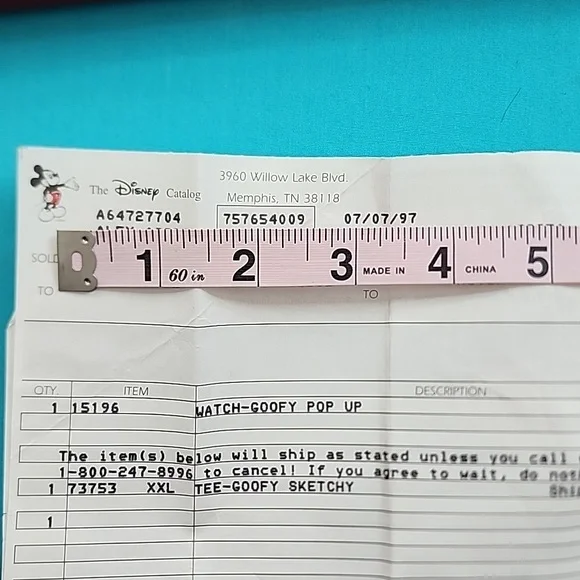 3960 Willow Lake Blvd.
The Disney Catalog
Memphis, TN 38118
A64727704 757654009 07/07/97
SOLD
1 60 in 2 3 MADE IN 4 CHINA 5
TO TO
QTY. ITEM DESCRIPTION
1 15196 WATCH-GOOFY POP UP
The item(s) below will ship as stated unless you call
1-800-247-8996 to cancel! If you agree to wait, do
1 73753 XXL TEE-GOOFY SKETCHY
1